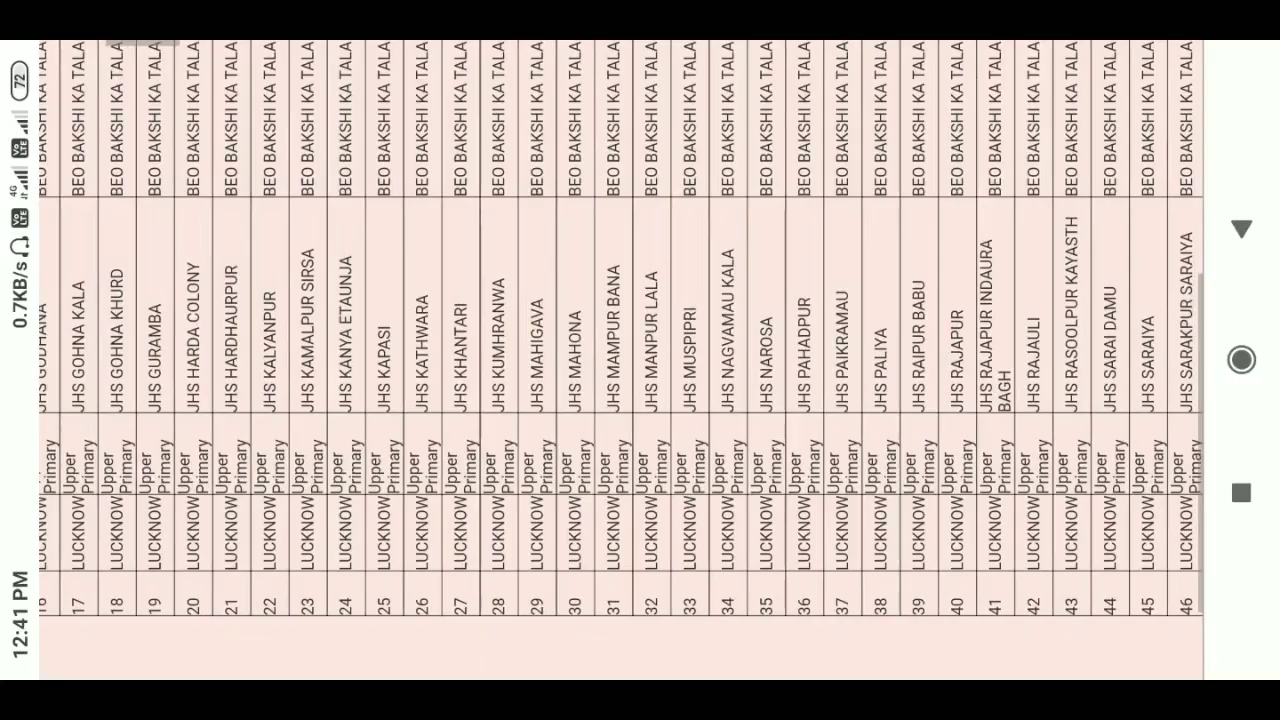 12:41 PM
0.7KB/s 4G Vo LTE Vo LTE 72
16 LUCKNOW Upper Primary JHS GUDHANA BEO BAKSHI KA TALA
17 LUCKNOW Upper Primary JHS GOHNA KALA BEO BAKSHI KA TALA
18 LUCKNOW Upper Primary JHS GOHNA KHURD BEO BAKSHI KA TALA
19 LUCKNOW Upper Primary JHS GURAMBA BEO BAKSHI KA TALA
20 LUCKNOW Upper Primary JHS HARDA COLONY BEO BAKSHI KA TALA
21 LUCKNOW Upper Primary JHS HARDHAURPUR BEO BAKSHI KA TALA
22 LUCKNOW Upper Primary JHS KALYANPUR BEO BAKSHI KA TALA
23 LUCKNOW Upper Primary JHS KAMALPUR SIRSA BEO BAKSHI KA TALA
24 LUCKNOW Upper Primary JHS KANYA ETAUNJA BEO BAKSHI KA TALA
25 LUCKNOW Upper Primary JHS KAPASI BEO BAKSHI KA TALA
26 LUCKNOW Upper Primary JHS KATHWARA BEO BAKSHI KA TALA
27 LUCKNOW Upper Primary JHS KHANTARI BEO BAKSHI KA TALA
28 LUCKNOW Upper Primary JHS KUMHRANWA BEO BAKSHI KA TALA
29 LUCKNOW Upper Primary JHS MAHIGAVA BEO BAKSHI KA TALA
30 LUCKNOW Upper Primary JHS MAHONA BEO BAKSHI KA TALA
31 LUCKNOW Upper Primary JHS MAMPUR BANA BEO BAKSHI KA TALA
32 LUCKNOW Upper Primary JHS MANPUR LALA BEO BAKSHI KA TALA
33 LUCKNOW Upper Primary JHS MUSPIPRI BEO BAKSHI KA TALA
34 LUCKNOW Upper Primary JHS NAGVAMAU KALA BEO BAKSHI KA TALA
35 LUCKNOW Upper Primary JHS NAROSA BEO BAKSHI KA TALA
36 LUCKNOW Upper Primary JHS PAHADPUR BEO BAKSHI KA TALA
37 LUCKNOW Upper Primary JHS PAIKRAMAU BEO BAKSHI KA TALA
38 LUCKNOW Upper Primary JHS PALIYA BEO BAKSHI KA TALA
39 LUCKNOW Upper Primary JHS RAIPUR BABU BEO BAKSHI KA TALA
40 LUCKNOW Upper Primary JHS RAJAPUR BEO BAKSHI KA TALA
41 LUCKNOW Upper Primary JHS RAJAPUR INDAURA BAGH BEO BAKSHI KA TALA
42 LUCKNOW Upper Primary JHS RAJAULI BEO BAKSHI KA TALA
43 LUCKNOW Upper Primary JHS RASOOLPUR KAYASTH BEO BAKSHI KA TALA
44 LUCKNOW Upper Primary JHS SARAI DAMU BEO BAKSHI KA TALA
45 LUCKNOW Upper Primary JHS SARAIYA BEO BAKSHI KA TALA
46 LUCKNOW Upper Primary JHS SARAKPUR SARAIYA BEO BAKSHI KA TALA